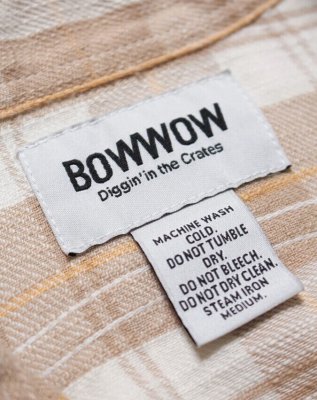 BOWWOW
Diggin' in the Crates
MACHINE WASH
COLD.
DO NOT TUMBLE
DRY.
DO NOT BLEACH.
DO NOT DRY CLEAN.
STEAM IRON
MEDIUM.